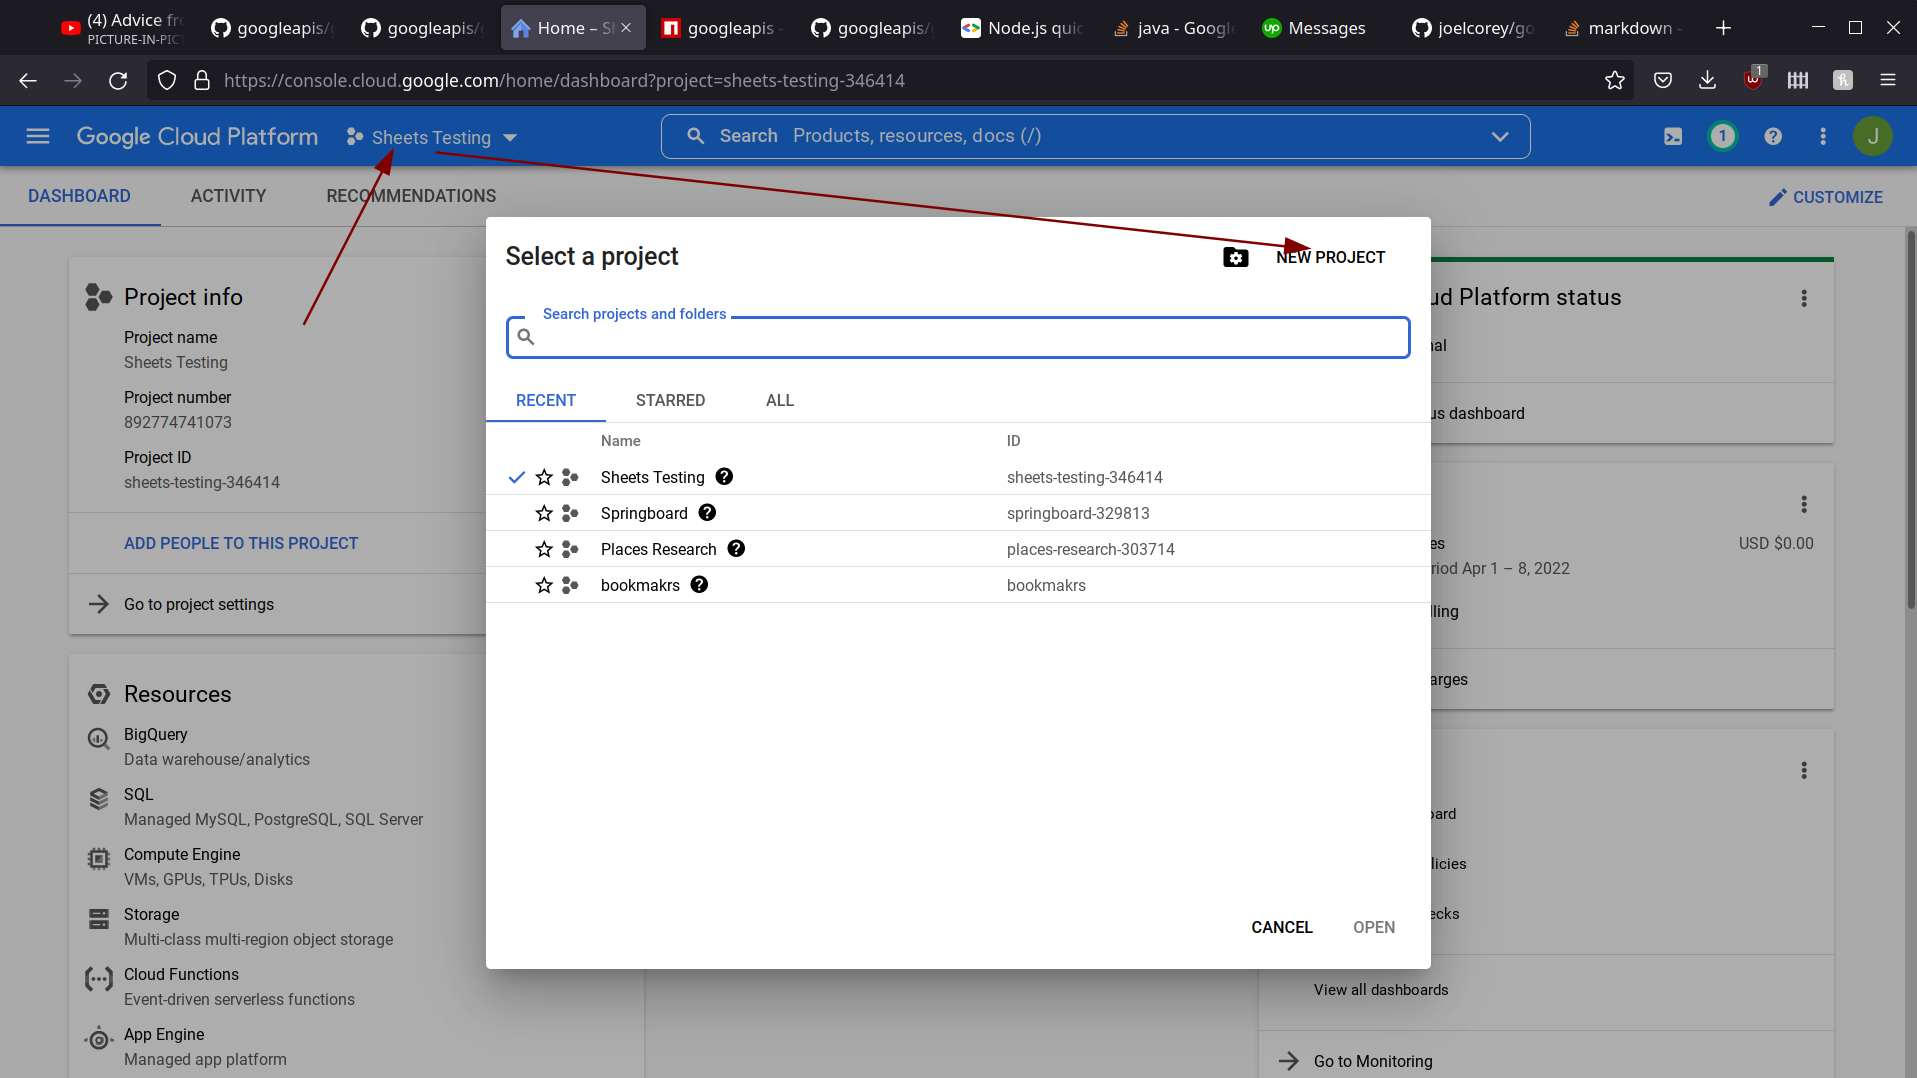 (4) Advice fr
PICTURE-IN-PICT
googleapis/
googleapis/g
Home – S
googleapis -
googleapis/g
Node.js quic
java - Google
Messages
joelcorey/go
markdown -
https://console.cloud.google.com/home/dashboard?project=sheets-testing-346414
1
Google Cloud Platform
Sheets Testing
Search Products, resources, docs (/)
1
J
DASHBOARD
ACTIVITY
RECOMMENDATIONS
CUSTOMIZE
Project info
Project name
Sheets Testing
Project number
892774741073
Project ID
sheets-testing-346414
ADD PEOPLE TO THIS PROJECT
Go to project settings
Resources
BigQuery
Data warehouse/analytics
SQL
Managed MySQL, PostgreSQL, SQL Server
Compute Engine
VMs, GPUs, TPUs, Disks
Storage
Multi-class multi-region object storage
Cloud Functions
Event-driven serverless functions
App Engine
Managed app platform
Select a project
NEW PROJECT
Search projects and folders
RECENT STARRED ALL
Name ID
Sheets Testing sheets-testing-346414
Springboard springboard-329813
Places Research places-research-303714
bookmakrs bookmakrs
CANCEL OPEN
ud Platform status
nal
us dashboard
es USD $0.00
riod Apr 1 – 8, 2022
lling
arges
oard
licies
ecks
View all dashboards
Go to Monitoring